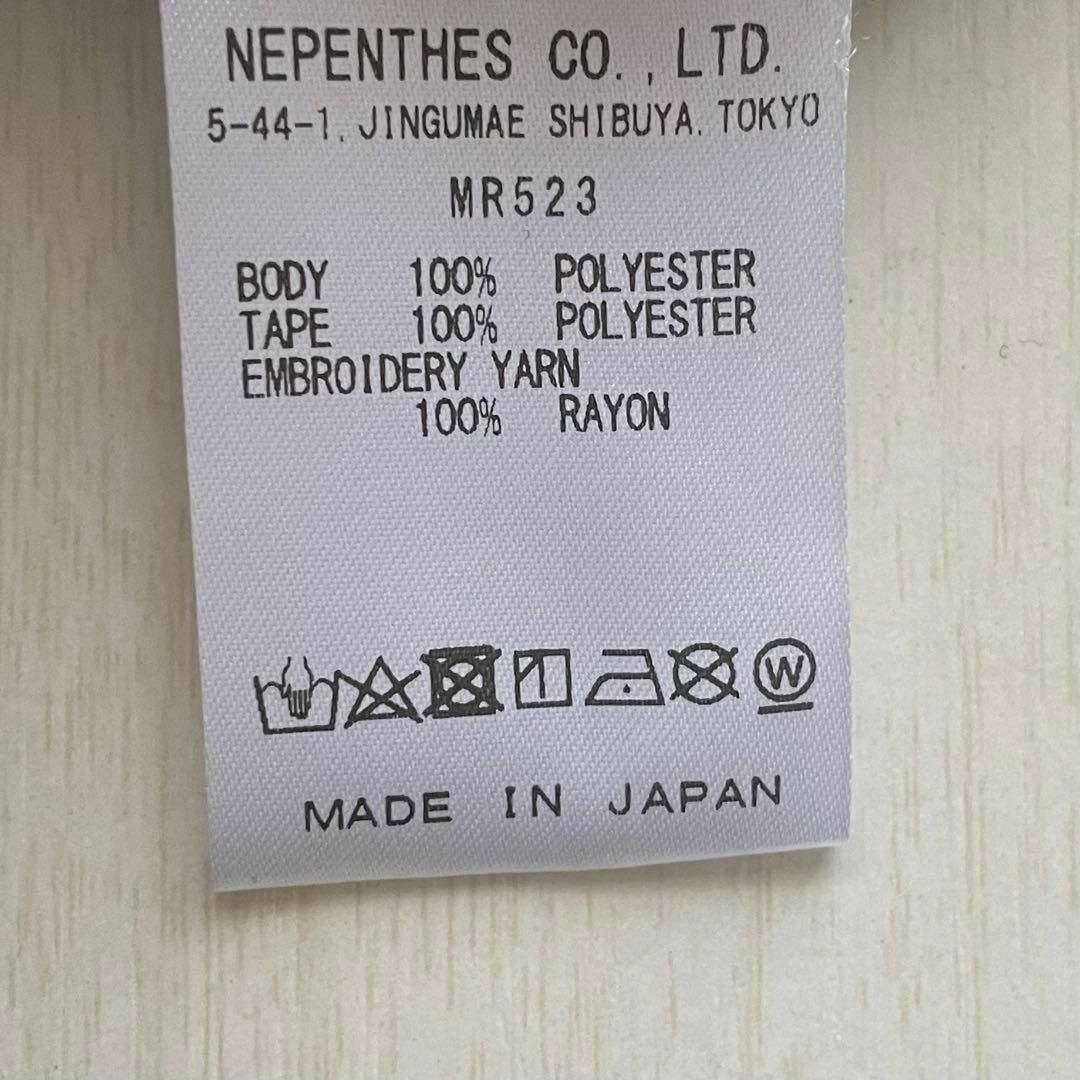 NEPENTHES CO., LTD.
5-44-1, JINGUMAE SHIBUYA, TOKYO
MR523
BODY 100% POLYESTER
TAPE 100% POLYESTER
EMBROIDERY YARN
100% RAYON
W
MADE IN JAPAN